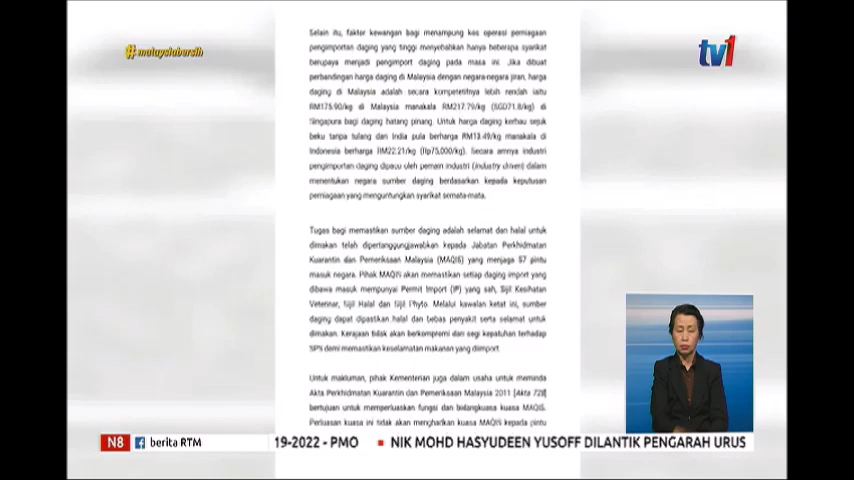 #malaysiabersih
tv1
Selain itu, faktor kewangan bagi menampung kos operasi perniagaan
pengimportan daging yang tinggi menyebabkan hanya beberapa syarikat
berupaya menjadi pengimport daging pada masa ini. Jika dibuat
perbandingan harga daging di Malaysia dengan negara-negara jiran, harga
daging di Malaysia adalah secara kompetitifnya lebih rendah iaitu
RM175.90/kg di Malaysia manakala RM217.79/kg (SGD71.8/kg) di
Singapura bagi daging batang pinang. Untuk harga daging kerbau sejuk
beku tanpa tulang dari India pula berharga RM13.49/kg manakala di
Indonesia berharga RM22.21/kg (Rp75,000/kg). Secara amnya industri
pengimportan daging dipacu oleh pemain industri (industry driven) dalam
menentukan negara sumber daging berdasarkan kepada keputusan
perniagaan yang menguntungkan syarikat semata-mata.
Tugas bagi memastikan sumber daging adalah selamat dan halal untuk
dimakan telah dipertanggungjawabkan kepada Jabatan Perkhidmatan
Kuarantin dan Pemeriksaan Malaysia (MAQIS) yang menjaga 57 pintu
masuk negara. Pihak MAQIS akan memastikan setiap daging import yang
dibawa masuk mempunyai Permit Import (IP) yang sah, Sijil Kesihatan
Veterinar, Sijil Halal dan Sijil Phyto. Melalui kawalan ketat ini, sumber
daging dapat dipastikan halal dan bebas penyakit serta selamat untuk
dimakan. Kerajaan tidak akan berkompromi dari segi kepatuhan terhadap
SPS demi memastikan keselamatan makanan yang diimport
Untuk makluman, pihak Kementerian juga dalam usaha untuk meminda
Akta Perkhidmatan Kuarantin dan Pemeriksaan Malaysia 2011 [Akta 728]
bertujuan untuk memperluaskan fungsi dan bidangkuasa kuasa MAQIS.
Perluasan kuasa ini tidak akan menghadkan kuasa MAQIS kepada pintu
N8 berita RTM 19-2022 - PMO NIK MOHD HASYUDEEN YUSOFF DILANTIK PENGARAH URUS